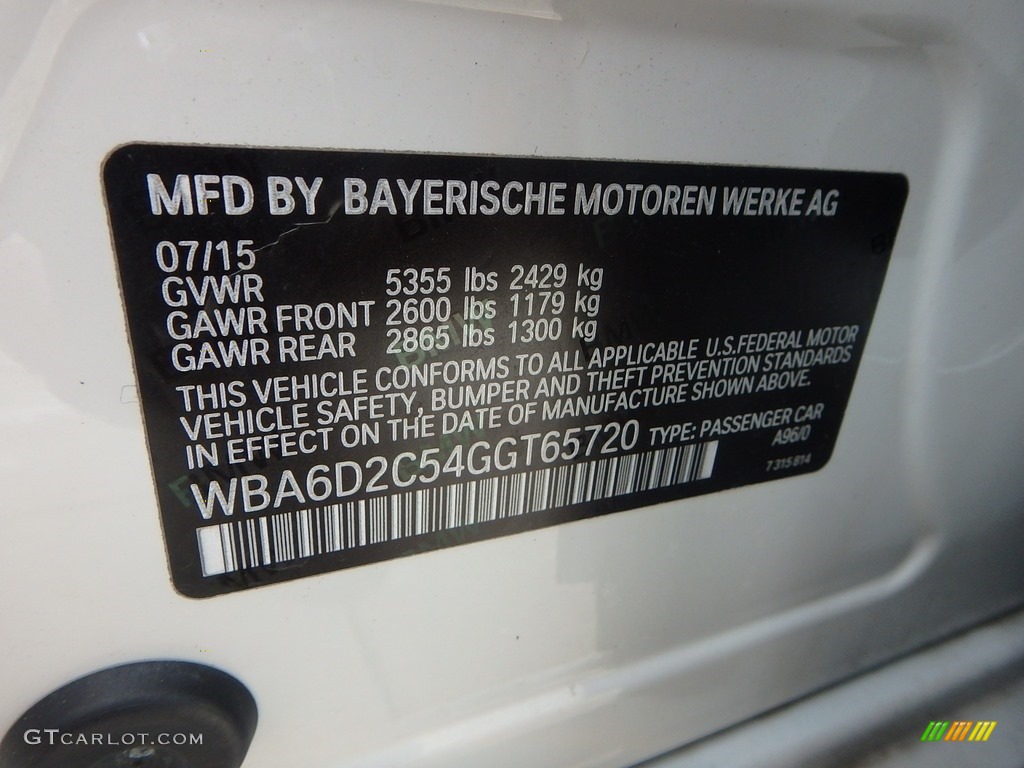 MFD BY BAYERISCHE MOTOREN WERKE AG
07/15
GVWR 5355 lbs 2429 kg
GAWR FRONT 2600 lbs 1179 kg
GAWR REAR 2865 lbs 1300 kg
THIS VEHICLE CONFORMS TO ALL APPLICABLE U.S.FEDERAL MOTOR
VEHICLE SAFETY, BUMPER AND THEFT PREVENTION STANDARDS
IN EFFECT ON THE DATE OF MANUFACTURE SHOWN ABOVE.
WBA6D2C54GGT65720 TYPE: PASSENGER CAR
A96/0
7 315 814
GTCARLOT.COM